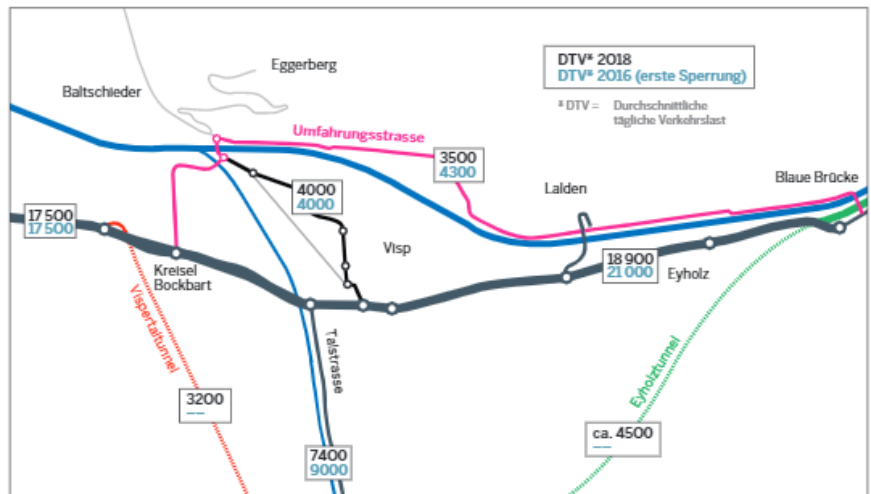 Eggerberg
DTV* 2018
DTV* 2016 (erste Sperrung)
Baltschieder
* DTV = Durchschnittliche
tägliche Verkehrslast
Umfahrungsstrasse
3500
4300
Blaue Brücke
Lalden
4000
4000
17 500
17 500
Visp
18 900
21 000
Eyholz
Kreisel
Bockbart
Vispertaltunnel
Talstrasse
Eyholztunnel
3200
––
ca. 4500
––
7400
9000